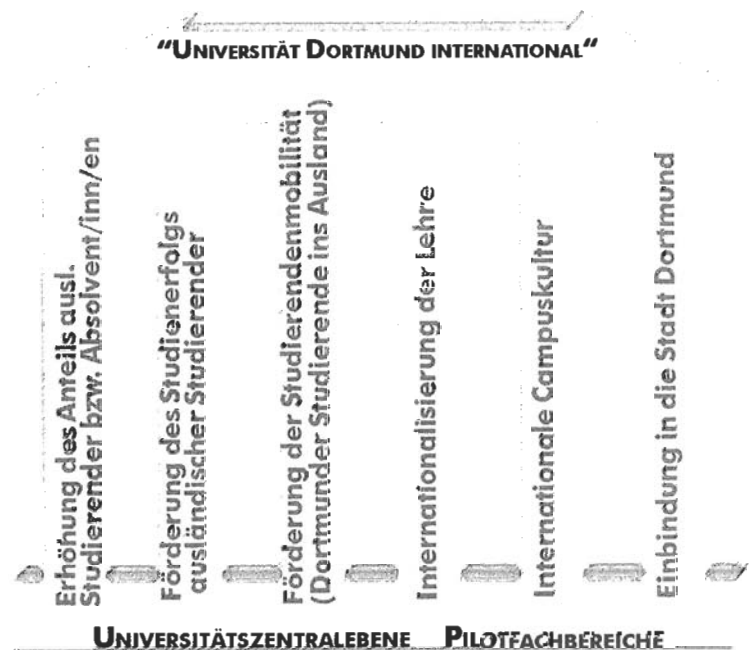 "UNIVERSITÄT DORTMUND INTERNATIONAL"
Erhöhung des Anteils ausl.
Studierender bzw. Absolvent/inn/en
Förderung des Studienerfolgs
ausländischer Studierender
Förderung der Studierendenmobilität
(Dortmunder Studierende ins Ausland)
Internationalisierung der Lehre
Internationale Campuskultur
Einbindung in die Stadt Dortmund
UNIVERSITÄTSZENTRALEBENE PILOTFACHBEREICHE